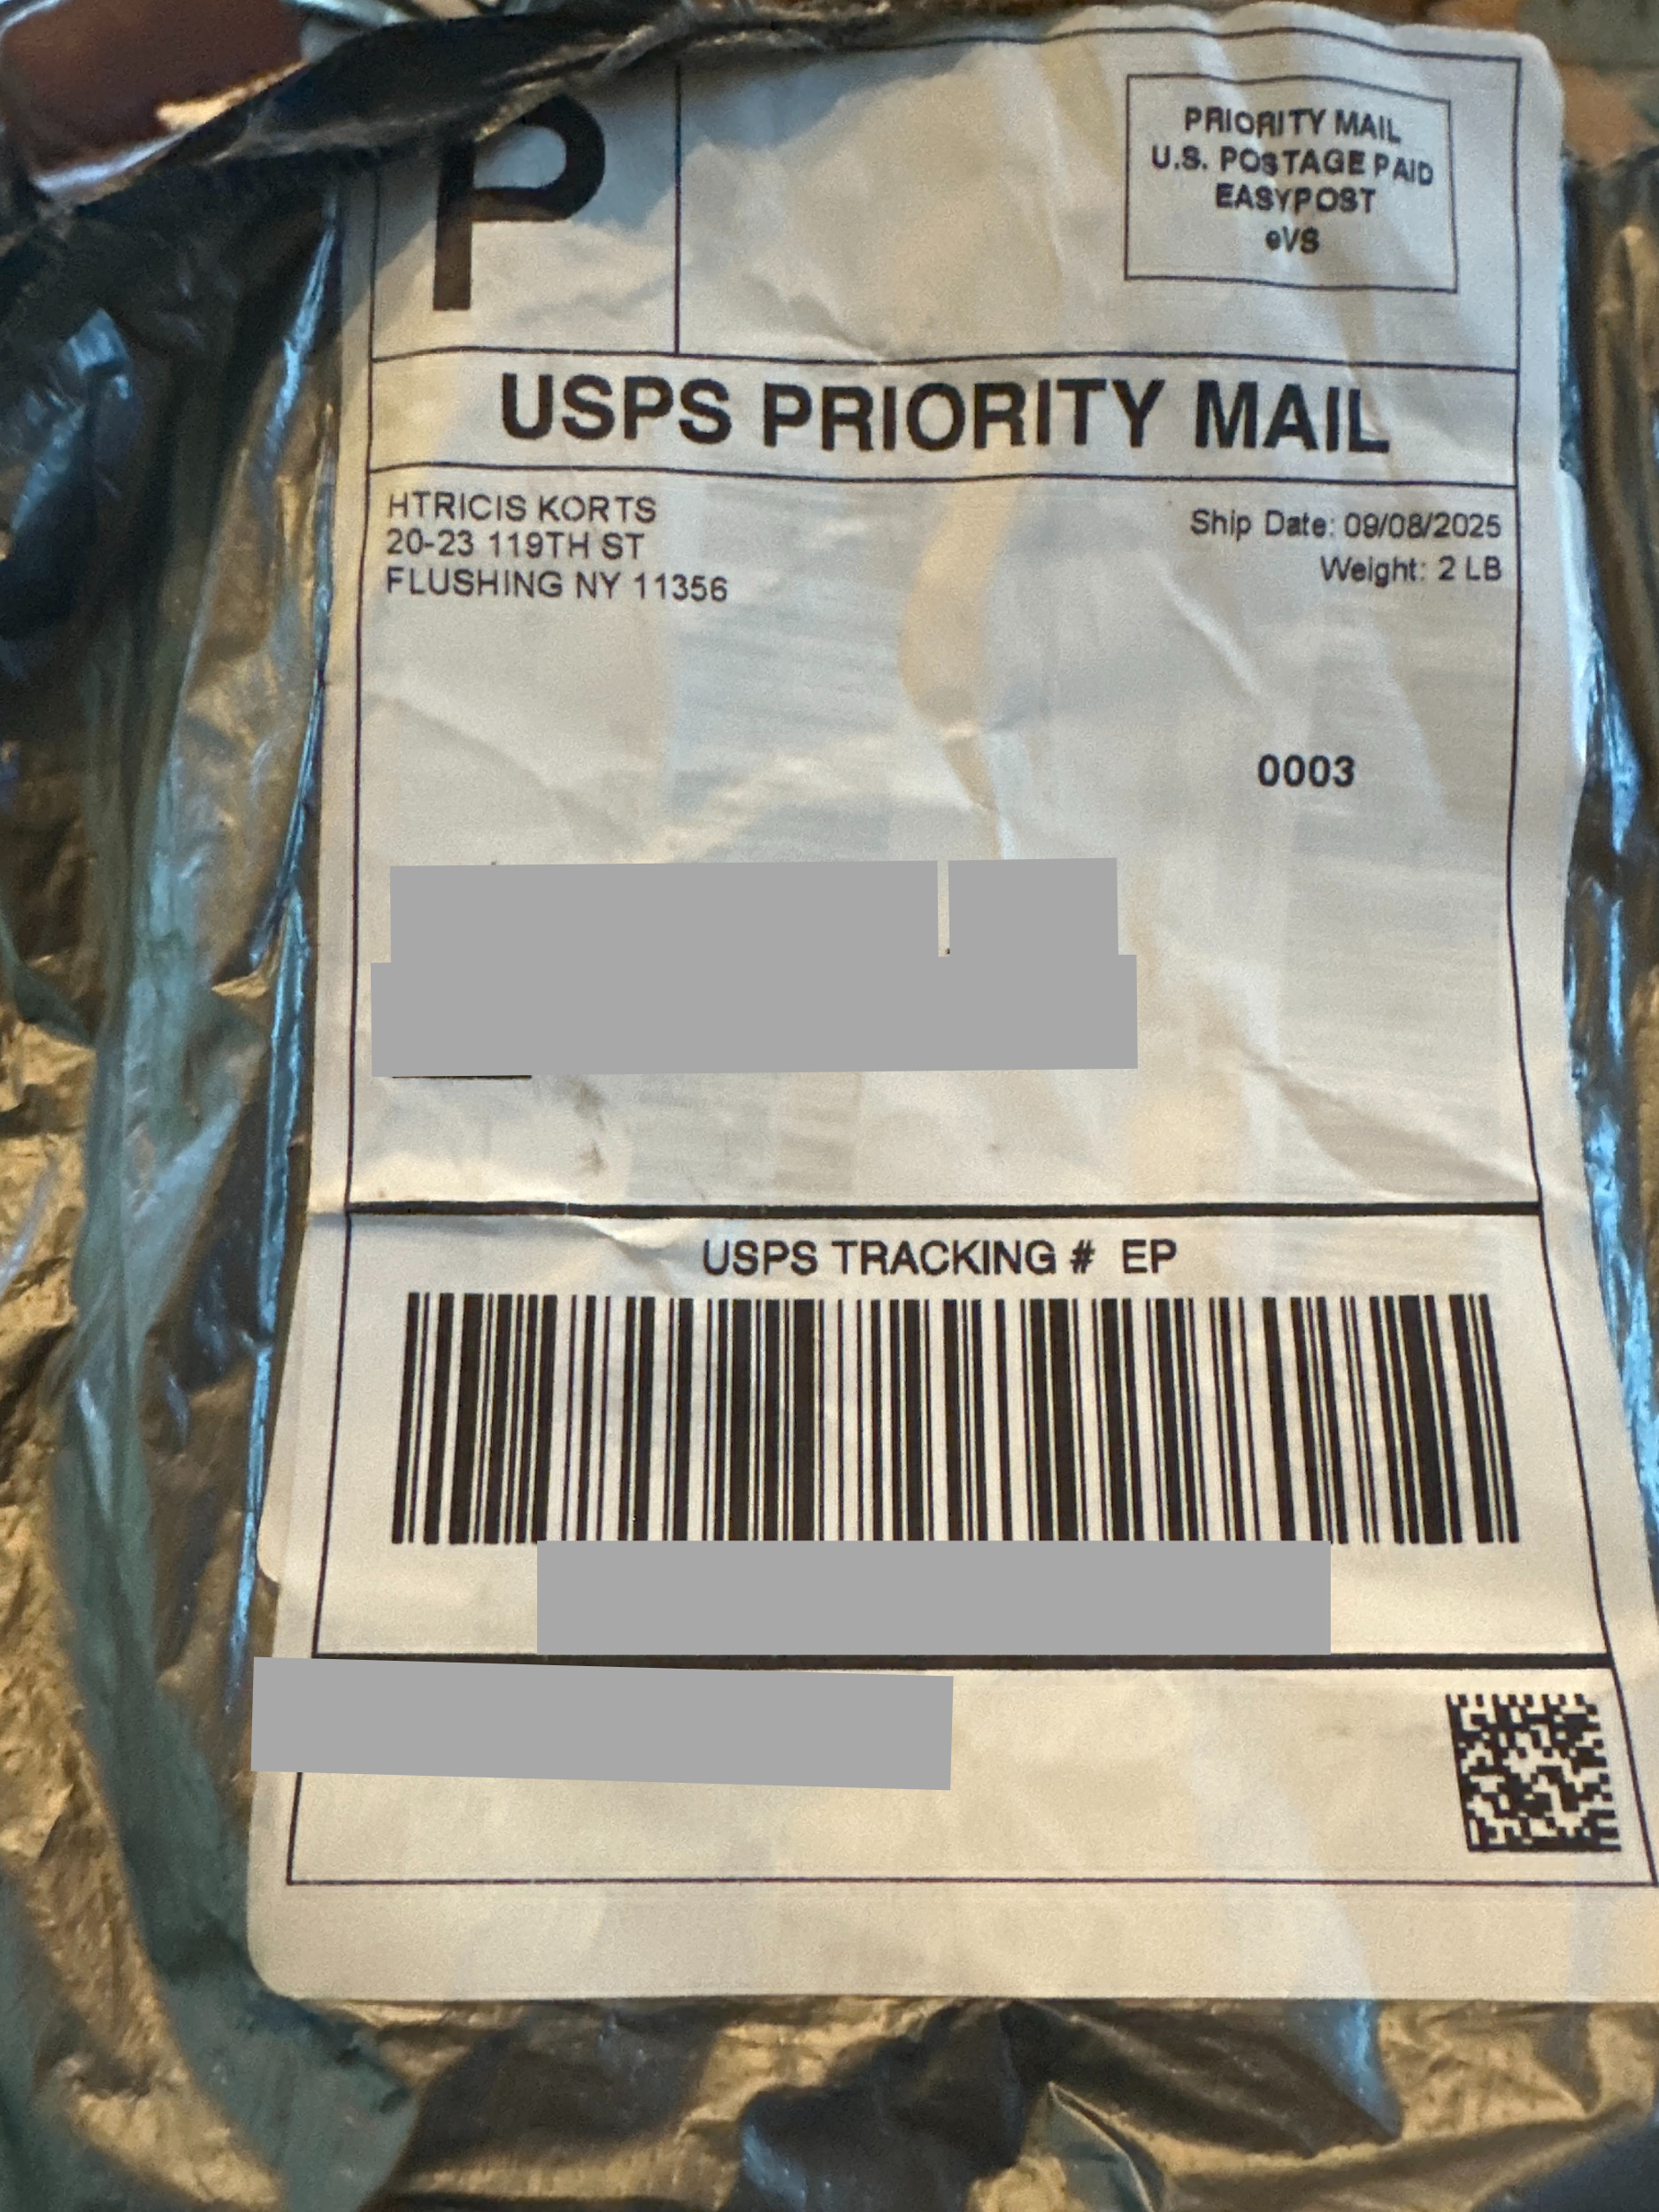 P
PRIORITY MAIL
U.S. POSTAGE PAID
EASYPOST
eVS
USPS PRIORITY MAIL
HTRICIS KORTS
20-23 119TH ST
FLUSHING NY 11356
Ship Date: 09/08/2025
Weight: 2 LB
0003
USPS TRACKING # EP